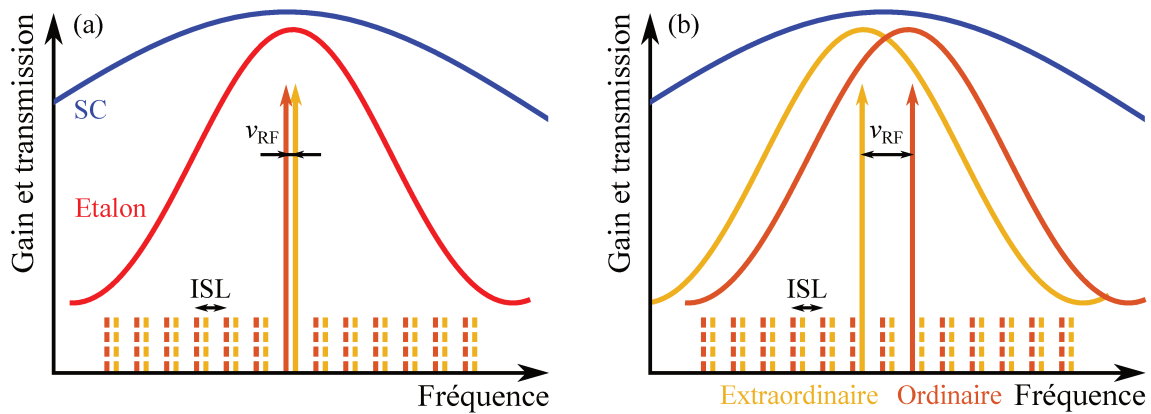 (a)
Gain et transmission
SC
νRF
Etalon
ISL
Fréquence
(b)
Gain et transmission
νRF
ISL
Extraordinaire Ordinaire Fréquence